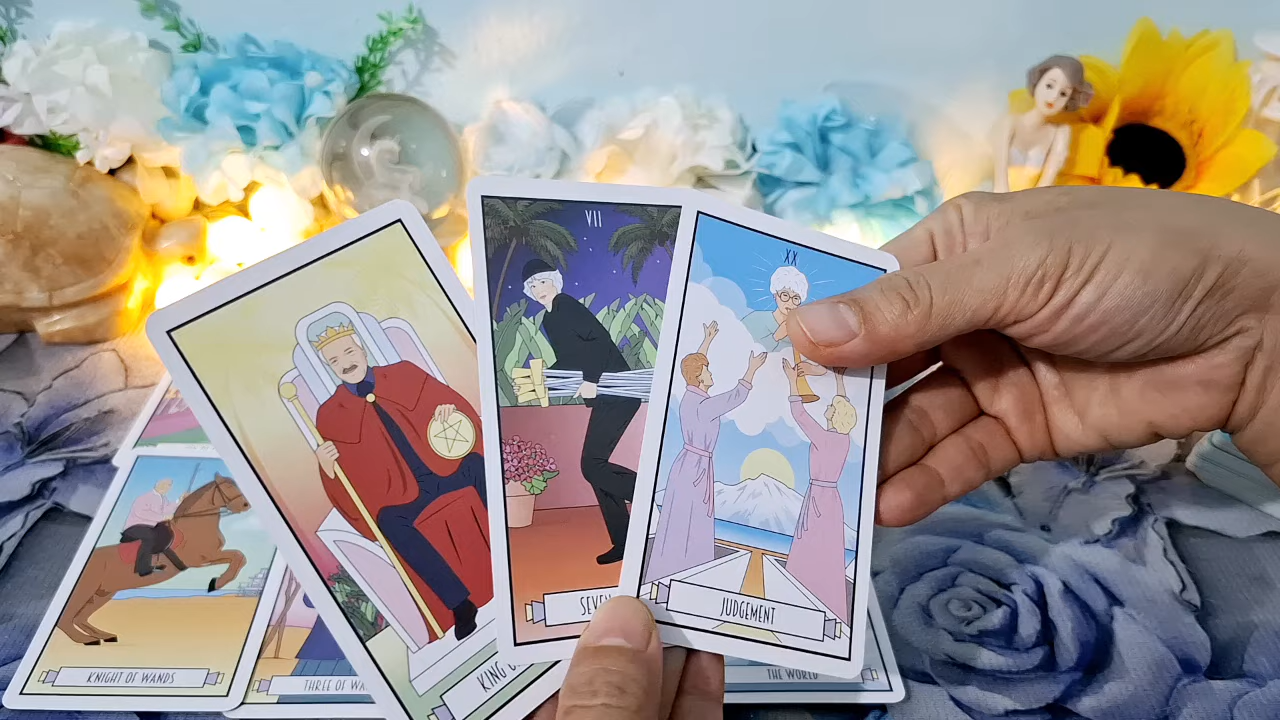 VII
XX
KING
SEVEN
JUDGEMENT
KNIGHT OF WANDS
THREE OF
THE WORLD